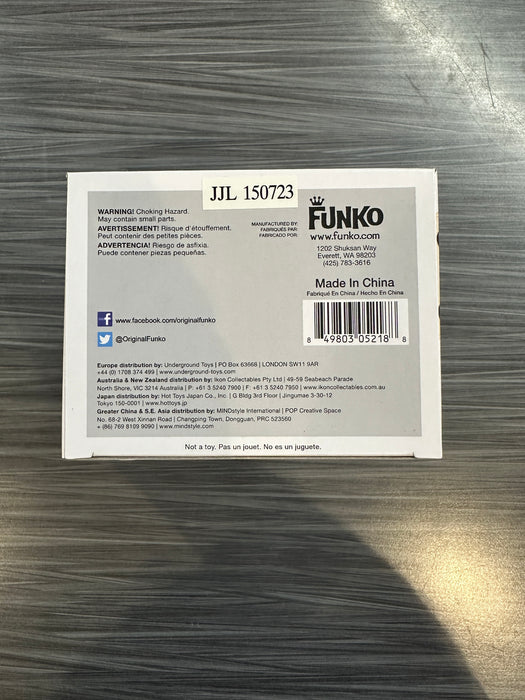 JJL 150723
WARNING! Choking Hazard.
May contain small parts.
AVERTISSEMENT! Risque d'étouffement.
Peut contenir des petites pièces.
ADVERTENCIA! Riesgo de asfixia.
Puede contener piezas pequeñas.
MANUFACTURED BY:
FABRIQUÉS PAR:
FABRICADO POR:
FUNKO
www.funko.com
1202 Shuksan Way
Everett, WA 98203
(425) 783-3616
Made In China
Fabriqué En China / Hecho En China
8 49803 05218 8
www.facebook.com/originalfunko
@OriginalFunko
Europe distribution by: Underground Toys | PO BOX 63668 | LONDON SW11 9AR
+44 (0) 1708 374 499 | www.underground-toys.com
Australia & New Zealand distribution by: Ikon Collectables Pty Ltd | 49-59 Seabeach Parade
North Shore, VIC 3214 Australia | P: +61 3 5240 7900 | F: +61 3 5240 7950 | www.ikoncollectables.com.au
Japan distribution by: Hot Toys Japan Co., Inc. | G Bldg 3rd Floor | Jingumae 3-30-12
Tokyo 150-0001 | www.hottoys.jp
Greater China & S.E. Asia distribution by: MINDstyle International | POP Creative Space
No. 68-2 West Xinnan Road | Changping Town, Dongguan, PRC 523560
+ (86) 769 8109 9090 | www.mindstyle.com
Not a toy. Pas un jouet. No es un juguete.